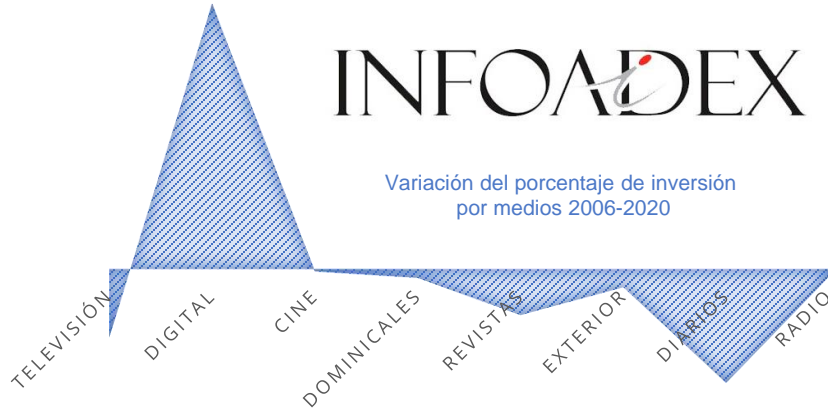 INFOADEX
Variación del porcentaje de inversión
por medios 2006-2020
TELEVISIÓN
DIGITAL
CINE
DOMINICALES
REVISTAS
EXTERIOR
DIARIOS
RADIO